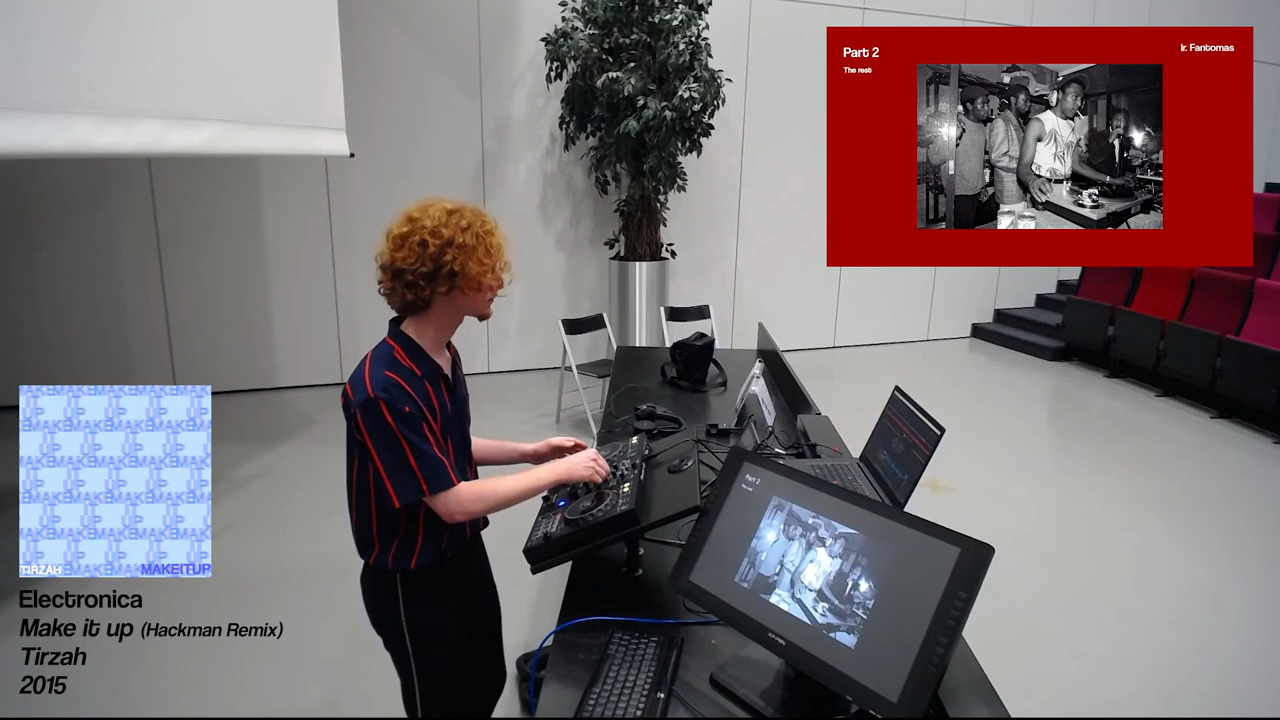 Part 2
The rest
Ir. Fantomas
Part 2
TIRZAH
MAKEITUP
Electronica
Make it up (Hackman Remix)
Tirzah
2015